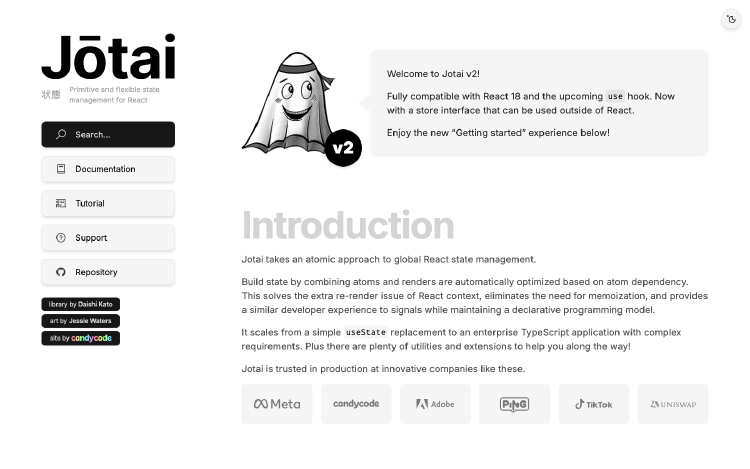 Jōtai
状態
Primitive and flexible state
management for React
Search...
Documentation
Tutorial
Support
Repository
library by Daishi Kato
art by Jessie Waters
site by candycode
v2
Welcome to Jotai v2!
Fully compatible with React 18 and the upcoming use hook. Now
with a store interface that can be used outside of React.
Enjoy the new “Getting started” experience below!
Introduction
Jotai takes an atomic approach to global React state management.
Build state by combining atoms and renders are automatically optimized based on atom dependency.
This solves the extra re-render issue of React context, eliminates the need for memoization, and provides
a similar developer experience to signals while maintaining a declarative programming model.
It scales from a simple useState replacement to an enterprise TypeScript application with complex
requirements. Plus there are plenty of utilities and extensions to help you along the way!
Jotai is trusted in production at innovative companies like these.
Meta
candycode
Adobe
PING
TikTok
UNISWAP